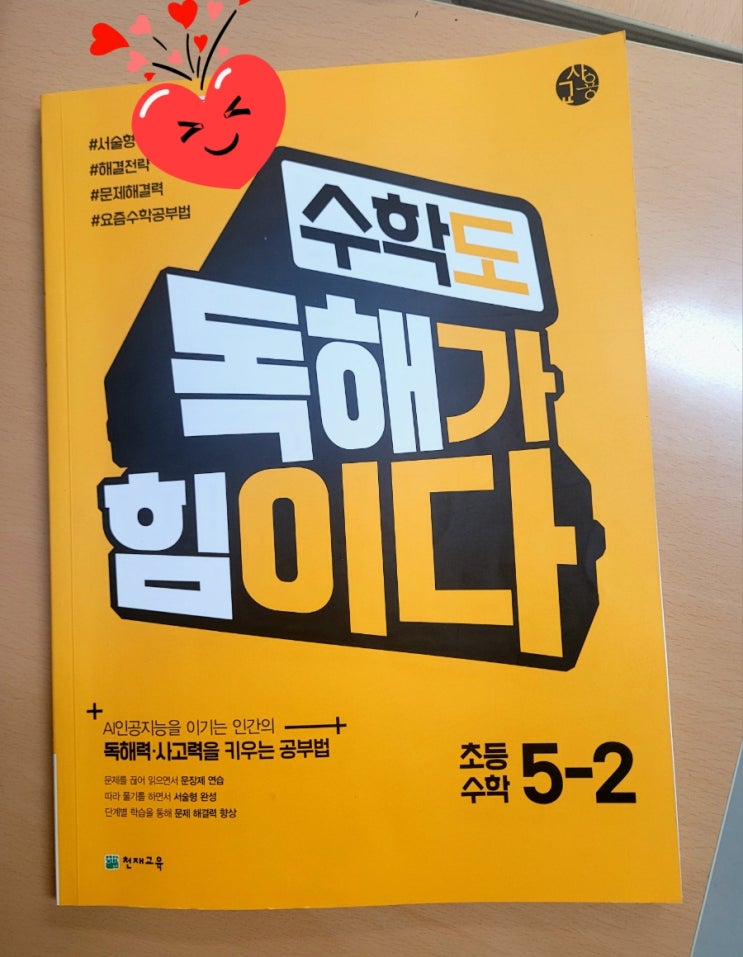 교사용
#서술형
#해결전략
#문제해결력
#요즘수학공부법
수학도
독해가
힘이다
AI인공지능을 이기는 인간의
독해력·사고력을 키우는 공부법
문제를 끊어 읽으면서 문장제 연습
따라 풀기를 하면서 서술형 완성
단계별 학습을 통해 문제 해결력 향상
초등
수학 5-2
천재교육